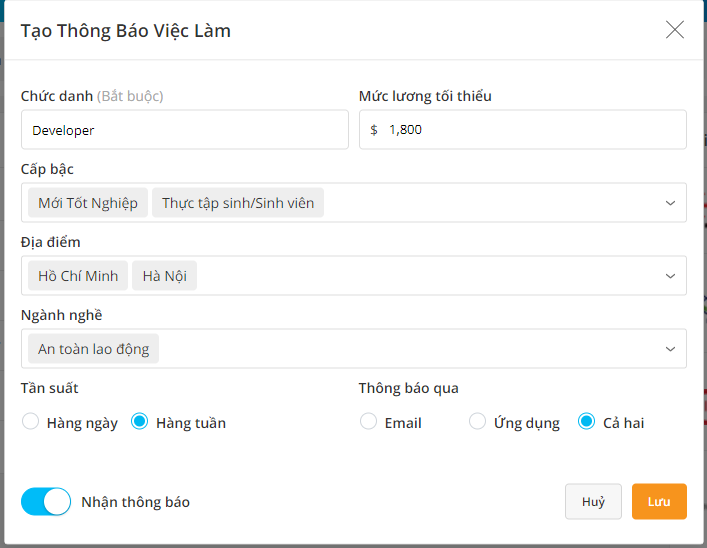 Tạo Thông Báo Việc Làm
Chức danh (Bắt buộc) Mức lương tối thiểu
Developer $ 1,800
Cấp bậc
Mới Tốt Nghiệp Thực tập sinh/Sinh viên
Địa điểm
Hồ Chí Minh Hà Nội
Ngành nghề
An toàn lao động
Tần suất Thông báo qua
Hàng ngày Hàng tuần Email Ứng dụng Cả hai
Nhận thông báo Huỷ Lưu